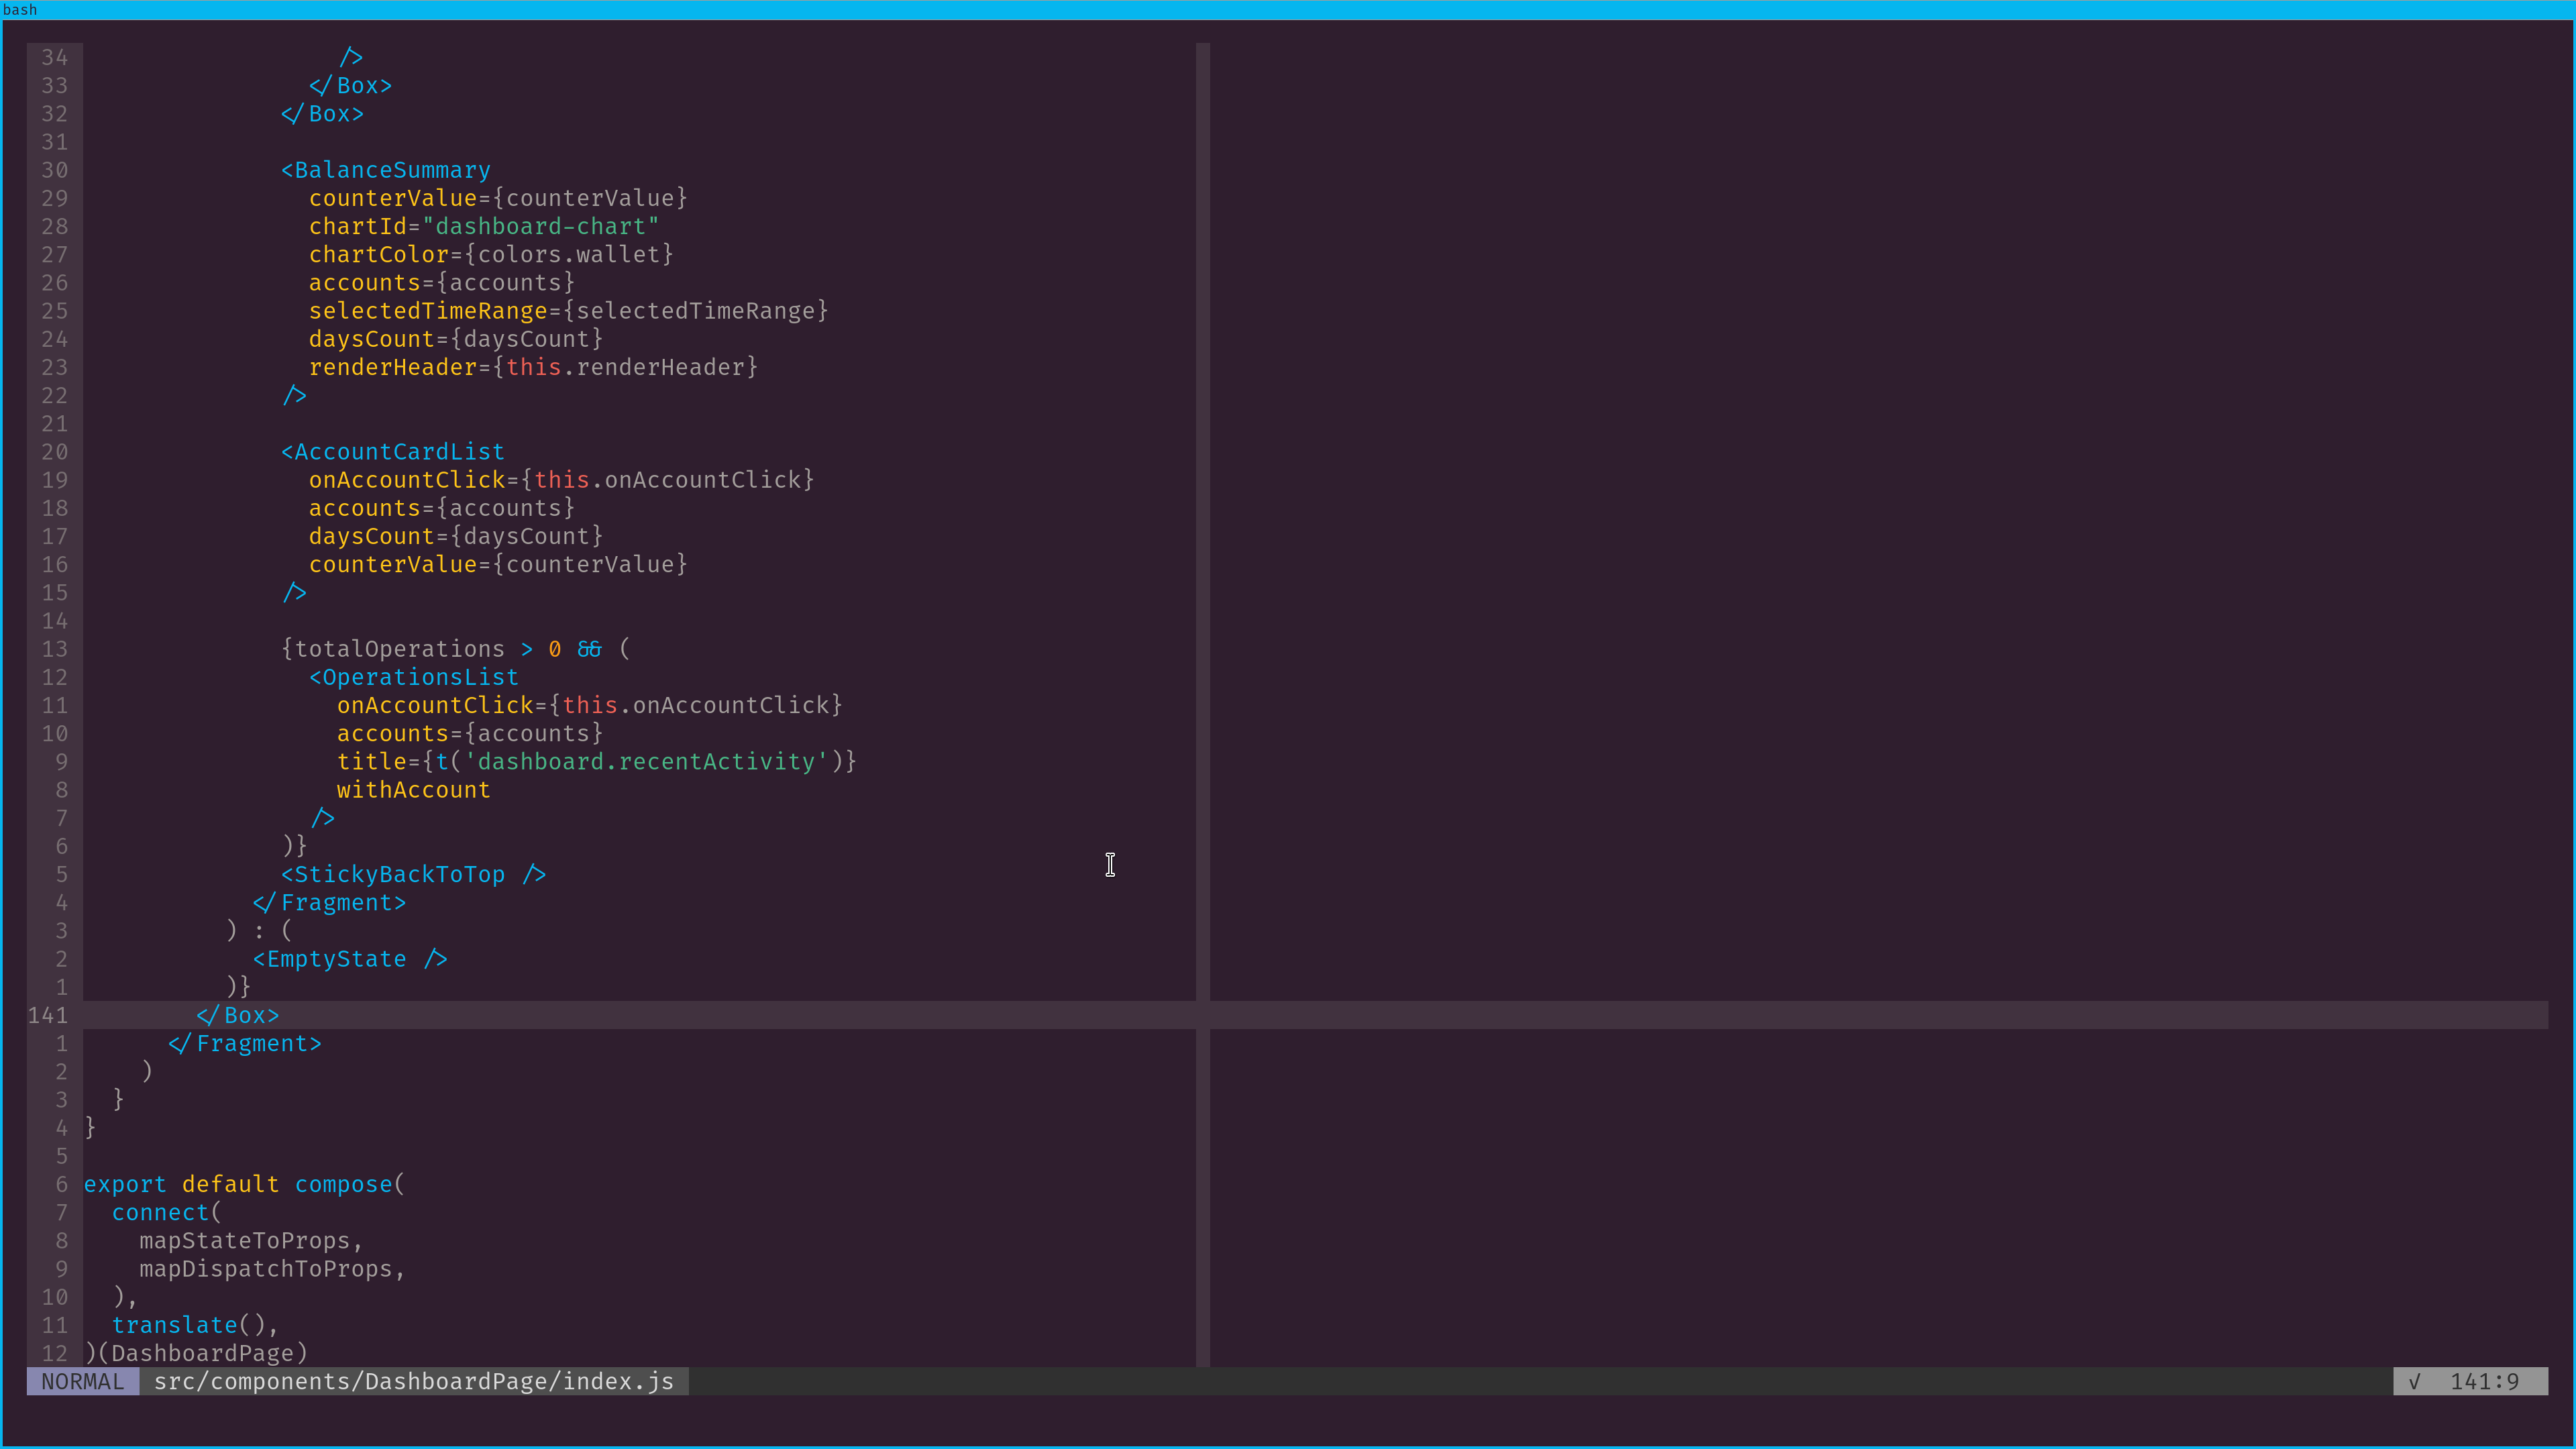 bash
34                   />
33                 </Box>
32               </Box>
31
30               <BalanceSummary
29                 counterValue={counterValue}
28                 chartId="dashboard-chart"
27                 chartColor={colors.wallet}
26                 accounts={accounts}
25                 selectedTimeRange={selectedTimeRange}
24                 daysCount={daysCount}
23                 renderHeader={this.renderHeader}
22               />
21
20               <AccountCardList
19                 onAccountClick={this.onAccountClick}
18                 accounts={accounts}
17                 daysCount={daysCount}
16                 counterValue={counterValue}
15               />
14
13               {totalOperations > 0 && (
12                 <OperationsList
11                   onAccountClick={this.onAccountClick}
10                   accounts={accounts}
9                   title={t('dashboard.recentActivity')}
8                   withAccount
7                 />
6               )}
5               <StickyBackToTop />
4             </Fragment>
3           ) : (
2             <EmptyState />
1           )}
141         </Box>
1       </Fragment>
2     )
3   }
4 }
5
6 export default compose(
7   connect(
8     mapStateToProps,
9     mapDispatchToProps,
10   ),
11   translate(),
12 )(DashboardPage)
NORMAL src/components/DashboardPage/index.js √ 141:9